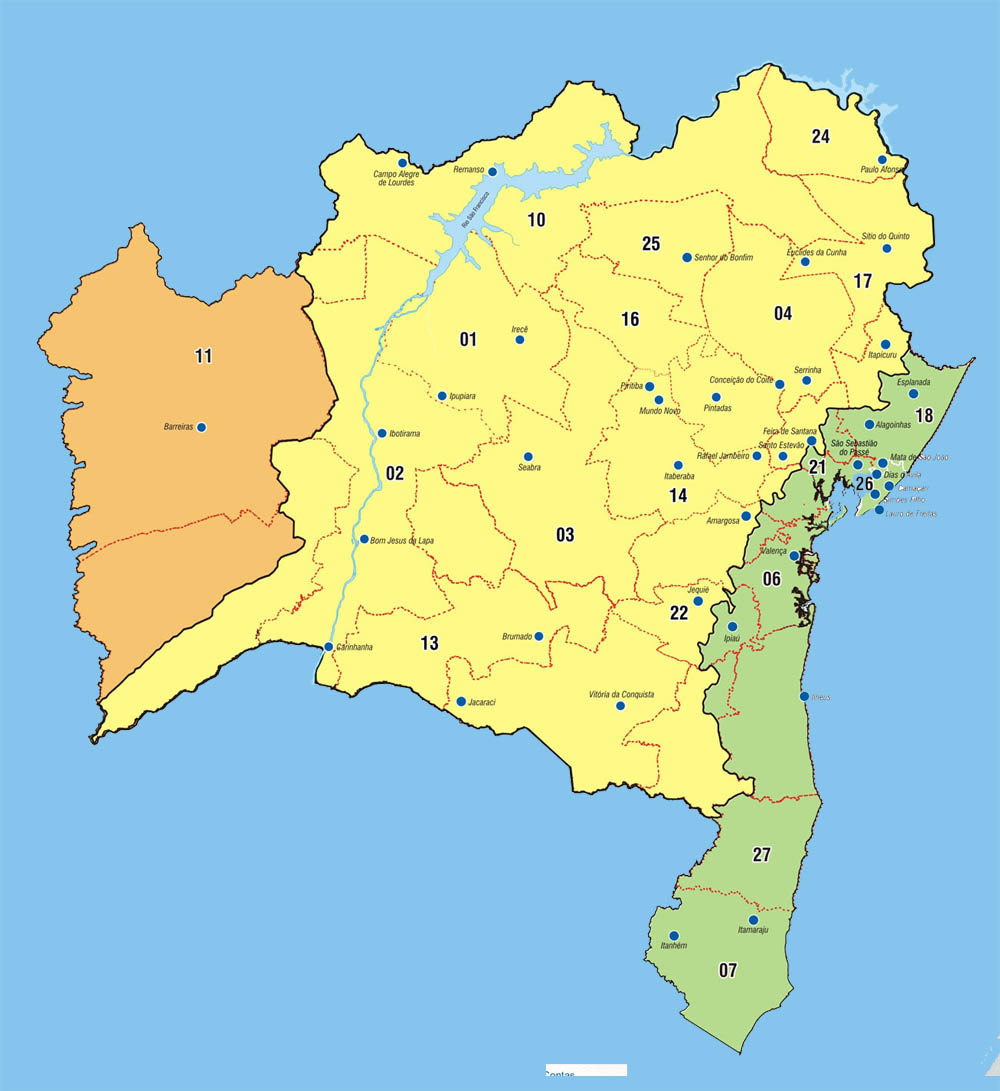 24
Paulo Afonso
Campo Alegre
de Lourdes
Remanso
Rio São Francisco
10
25
Sítio do Quinto
Senhor do Bonfim
Euclides da Cunha
17
16
04
01
Irecê
11
Itapicuru
Piritiba
Conceição do Coité
Serrinha
Esplanada
Ipupiara
Mundo Novo
Pintadas
18
Barreiras
Ibotirama
Feira de Santana
Alagoinhas
Santo Estevão
São Sebastião
do Passé
Seabra
Rafael Jambeiro
Mata de São João
02
Itaberaba
21
Dias d'
14
26
Camaçari
Simões Filho
Amargosa
Lauro de Freitas
03
Bom Jesus da Lapa
Valença
06
Jequié
22
13
Brumado
Ipiaú
Carinhanha
Jacaraci
Vitória da Conquista
Ilhéus
27
Itamaraju
Itanhém
07
Contas